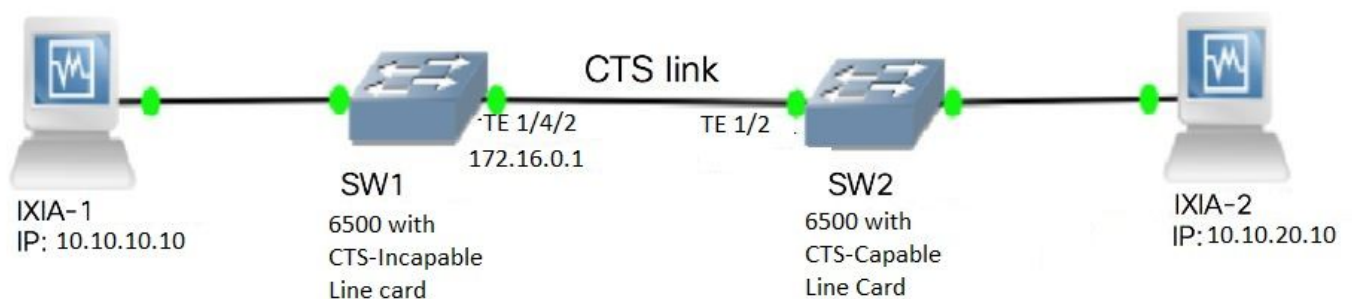 CTS link
TE 1/4/2
172.16.0.1
TE 1/2
IXIA-1
IP: 10.10.10.10
SW1
6500 with
CTS-Incapable
Line card
SW2
6500 with
CTS-Capable
Line Card
IXIA-2
IP: 10.10.20.10